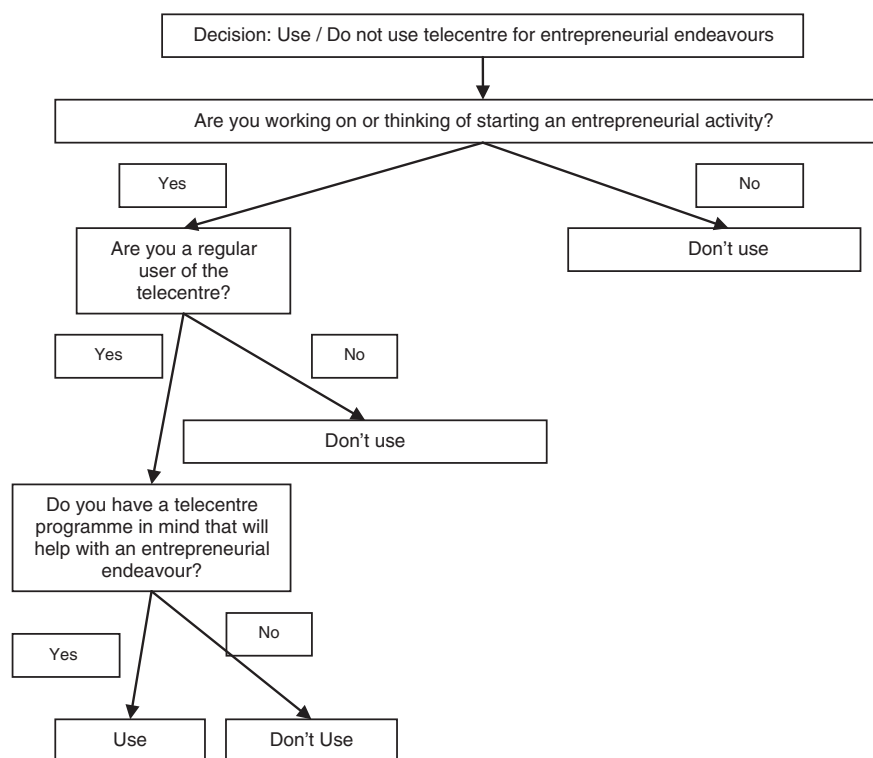 Decision: Use / Do not use telecentre for entrepreneurial endeavours
Are you working on or thinking of starting an entrepreneurial activity?
Yes
No
Are you a regular
user of the
telecentre?
Don't use
Yes
No
Don't use
Do you have a telecentre
programme in mind that will
help with an entrepreneurial
endeavour?
Yes
No
Use
Don't Use